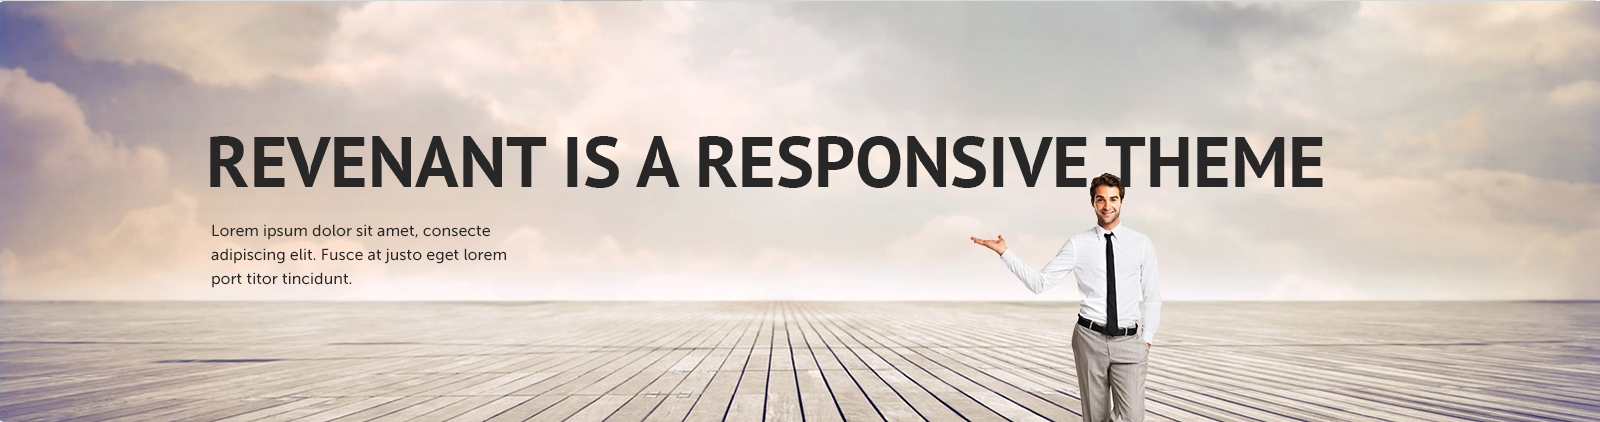 REVENANT IS A RESPONSIVE THEME
Lorem ipsum dolor sit amet, consecte
adipiscing elit. Fusce at justo eget lorem
port titor tincidunt.